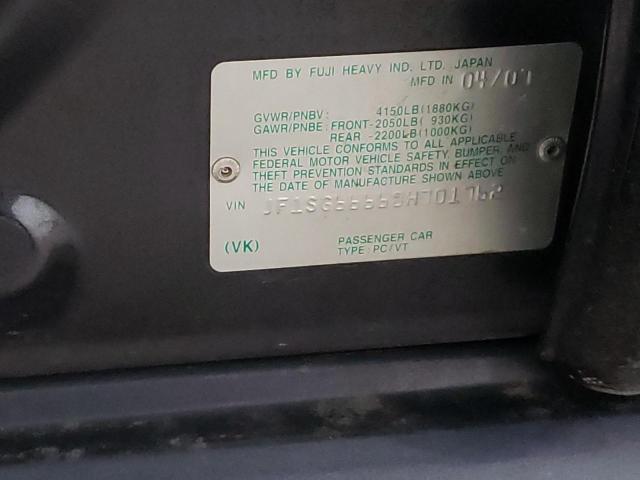 MFD BY FUJI HEAVY IND. LTD. JAPAN
MFD IN 04/07
GVWR/PNBV: 4150LB(1880KG)
GAWR/PNBE: FRONT-2050LB( 930KG)
REAR -2200LB(1000KG)
THIS VEHICLE CONFORMS TO ALL APPLICABLE
FEDERAL MOTOR VEHICLE SAFETY, BUMPER, AND
THEFT PREVENTION STANDARDS IN EFFECT ON
THE DATE OF MANUFACTURE SHOWN ABOVE
VIN
(VK) PASSENGER CAR
TYPE: PC/VT